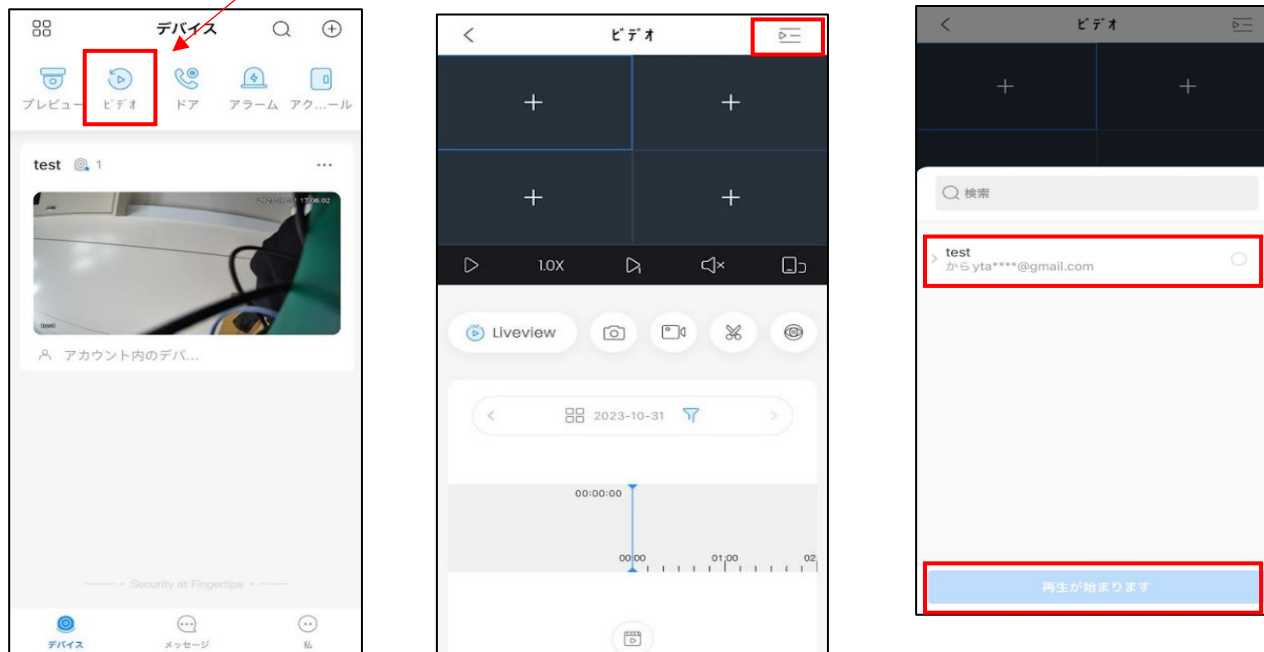 デバイス
プレビュー ビデオ ドア アラーム アク...ール
test 1
アカウント内のデバ...
Security at Fingertips
デバイス メッセージ 私
ビデオ
1.0X
Liveview
2023-10-31
00:00:00
00:00 01:00 02
ビデオ
検索
test
から yta****@gmail.com
再生が始まります